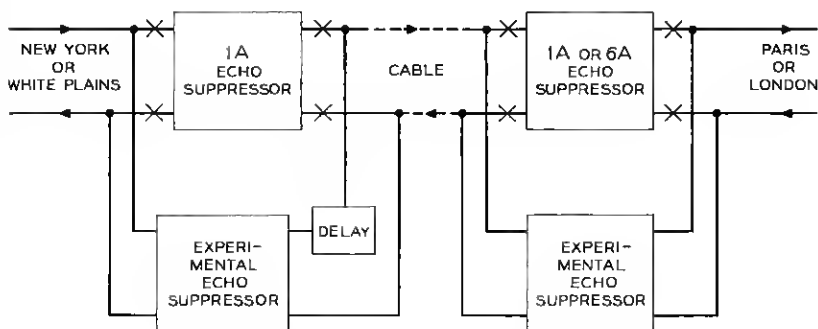 NEW YORK
OR
WHITE PLAINS
1A
ECHO
SUPPRESSOR
CABLE
1A OR 6A
ECHO
SUPPRESSOR
PARIS
OR
LONDON
EXPERI-
MENTAL
ECHO
SUPPRESSOR
DELAY
EXPERI-
MENTAL
ECHO
SUPPRESSOR